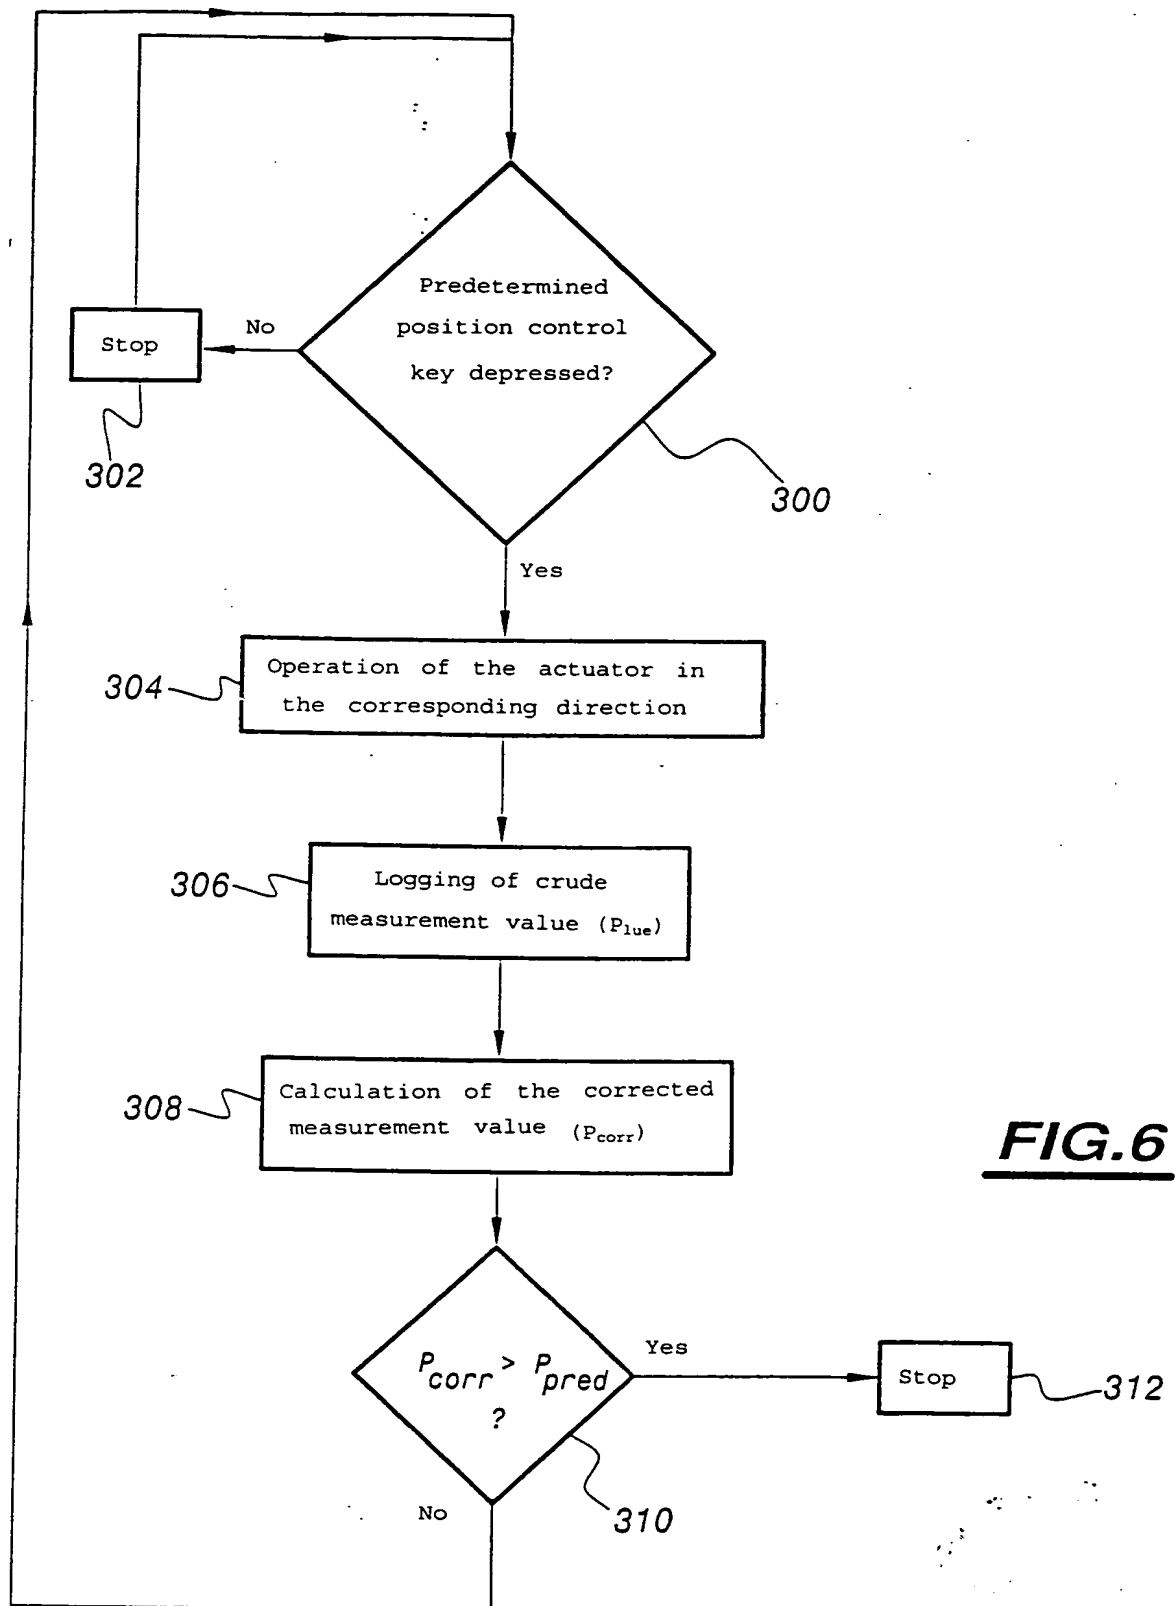 Predetermined
position control
key depressed?
No
Stop
302
300
Yes
Operation of the actuator in
the corresponding direction
304
Logging of crude
measurement value (Plue)
306
Calculation of the corrected
measurement value (Pcorr)
308
FIG.6
Pcorr > Ppred
?
Yes
Stop
312
No
310